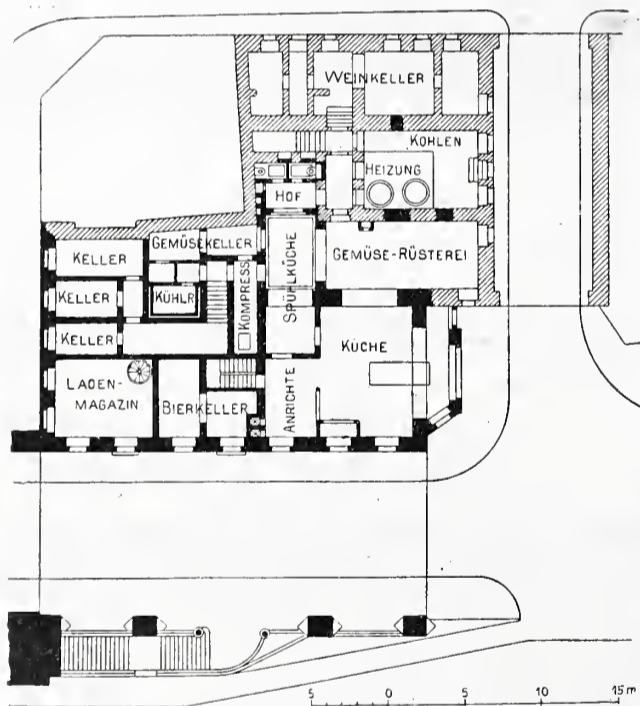 WEINKELLER
KOHLEN
HEIZUNG
HOF
GEMÜSEKELLER
KELLER
KELLER
KELLER
KÜHLR
KOMPRESS
SPÜHLKÜCHE
GEMÜSE-RÜSTEREI
KÜCHE
ANRICHTE
LADEN-
MAGAZIN
BIERKELLER
5 0 5 10 15 m